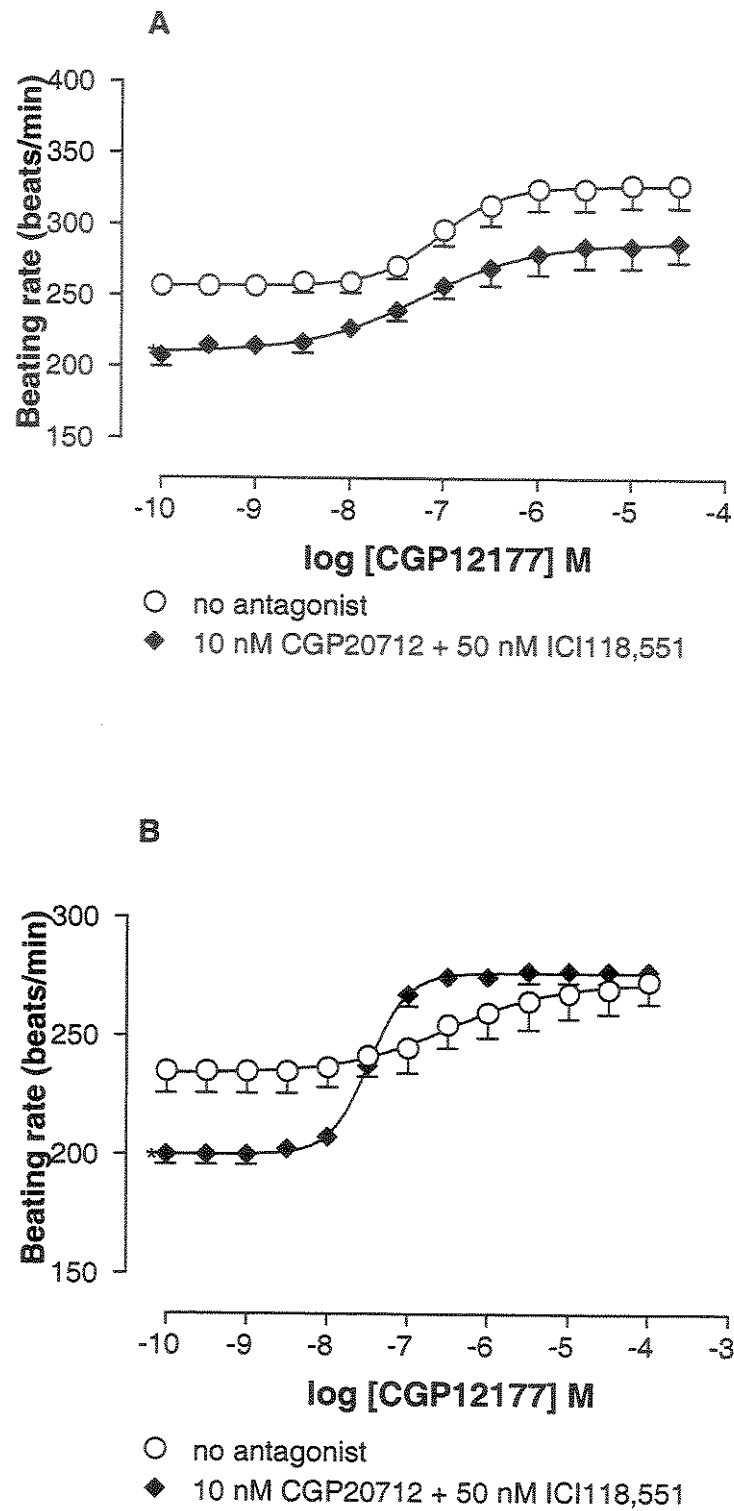 A
Beating rate (beats/min)
400
350
300
250
200
150
*
-10
-9
-8
-7
-6
-5
-4
log [CGP12177] M
no antagonist
10 nM CGP20712 + 50 nM ICI118,551
B
Beating rate (beats/min)
300
250
200
150
*
-10
-9
-8
-7
-6
-5
-4
-3
log [CGP12177] M
no antagonist
10 nM CGP20712 + 50 nM ICI118,551